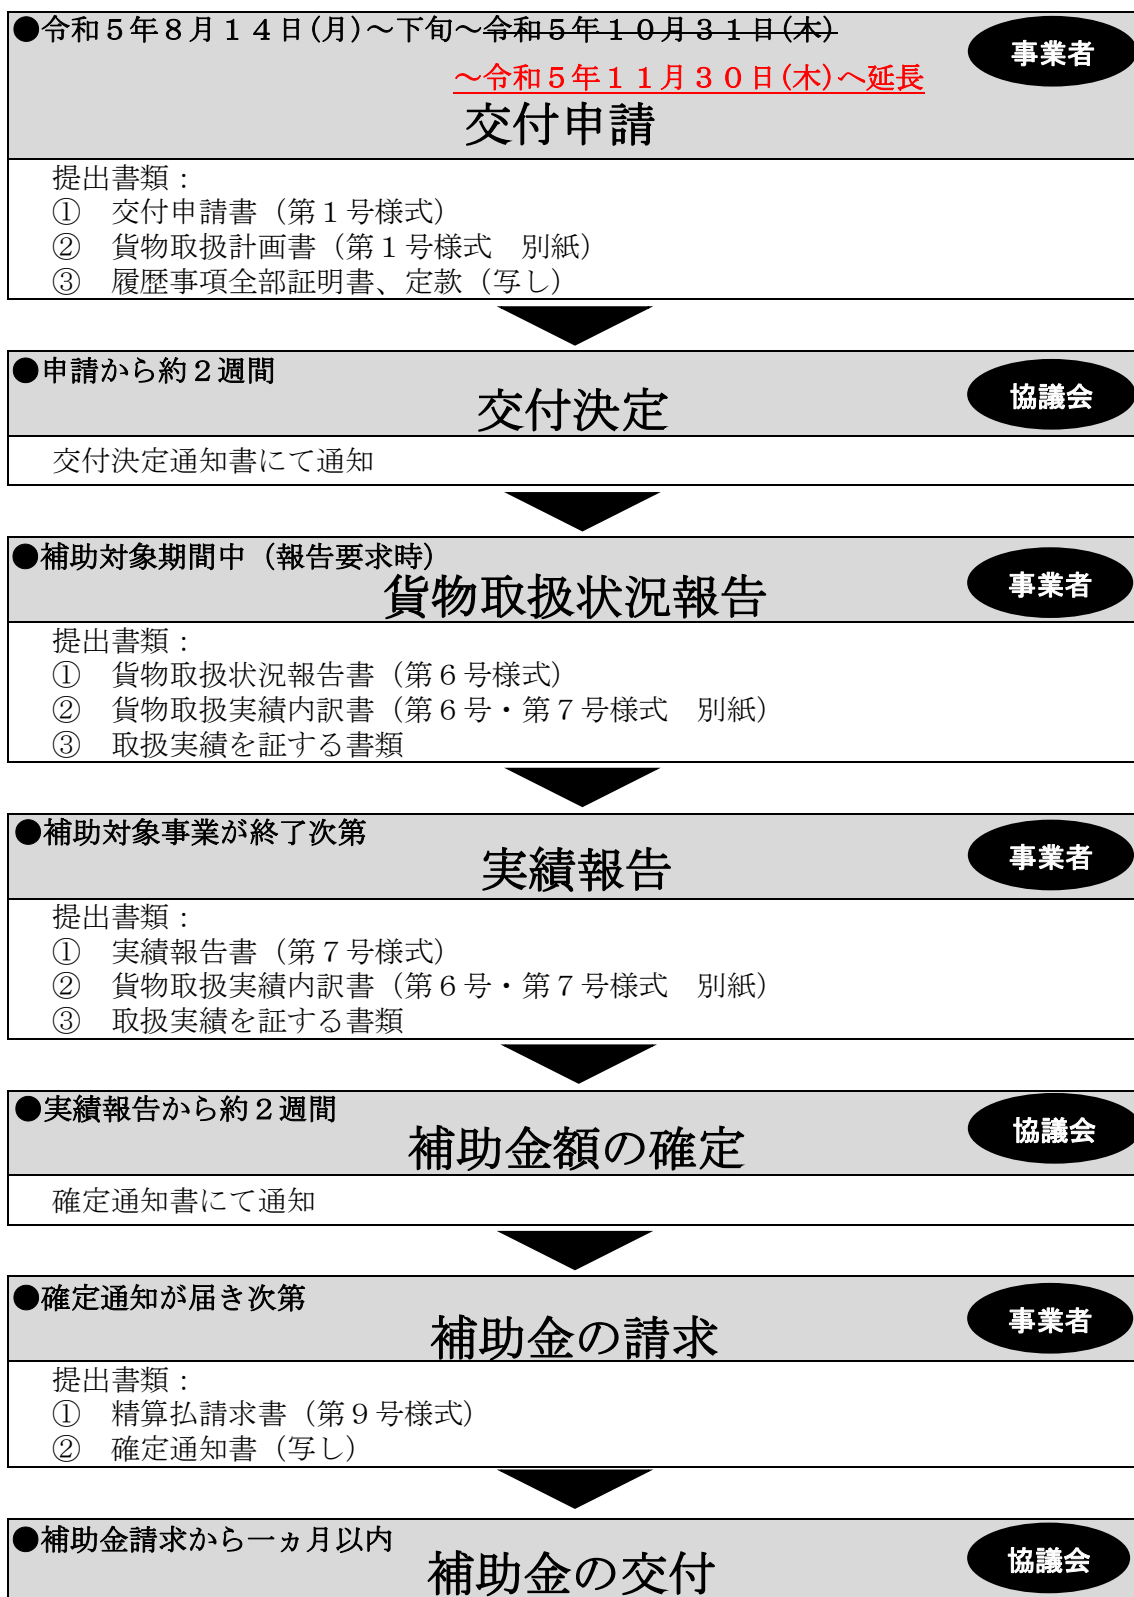 ●令和５年８月１４日(月)～下旬～令和５年１０月３１日(木)
～令和５年１１月３０日(木)へ延長
事業者
交付申請
提出書類：
①　交付申請書（第１号様式）
②　貨物取扱計画書（第１号様式　別紙）
③　履歴事項全部証明書、定款（写し）
●申請から約２週間
交付決定
協議会
交付決定通知書にて通知
●補助対象期間中（報告要求時）
貨物取扱状況報告
事業者
提出書類：
①　貨物取扱状況報告書（第６号様式）
②　貨物取扱実績内訳書（第６号・第７号様式　別紙）
③　取扱実績を証する書類
●補助対象事業が終了次第
実績報告
事業者
提出書類：
①　実績報告書（第７号様式）
②　貨物取扱実績内訳書（第６号・第７号様式　別紙）
③　取扱実績を証する書類
●実績報告から約２週間
補助金額の確定
協議会
確定通知書にて通知
●確定通知が届き次第
補助金の請求
事業者
提出書類：
①　精算払請求書（第９号様式）
②　確定通知書（写し）
●補助金請求から一ヵ月以内
補助金の交付
協議会